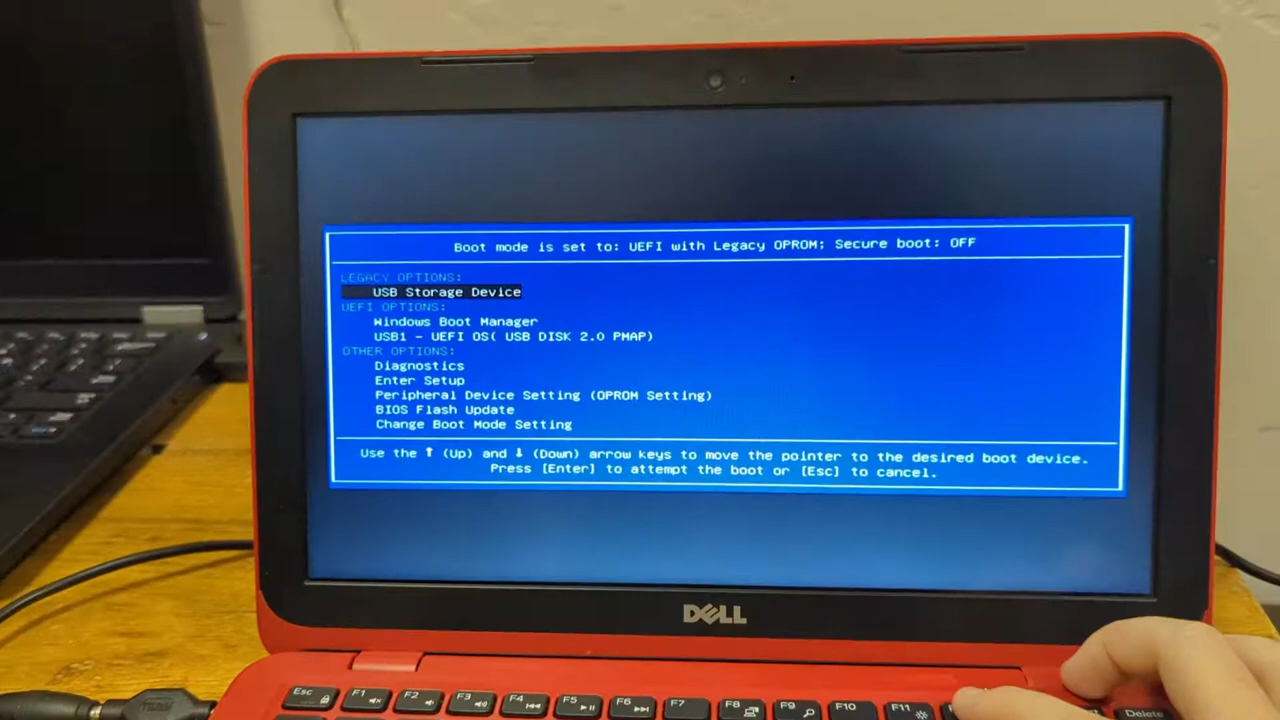 Boot mode is set to: UEFI with Legacy OPROM; Secure boot: OFF
LEGACY OPTIONS:
USB Storage Device
UEFI OPTIONS:
Windows Boot Manager
USB1 - UEFI OS( USB DISK 2.0 PMAP)
OTHER OPTIONS:
Diagnostics
Enter Setup
Peripheral Device Setting (OPROM Setting)
BIOS Flash Update
Change Boot Mode Setting
Use the ↑ (Up) and ↓ (Down) arrow keys to move the pointer to the desired boot device.
Press [Enter] to attempt the boot or [Esc] to cancel.
DELL
Esc F1 F2 F3 F4 F5 F6 F7 F8 F9 F10 F11 Delete